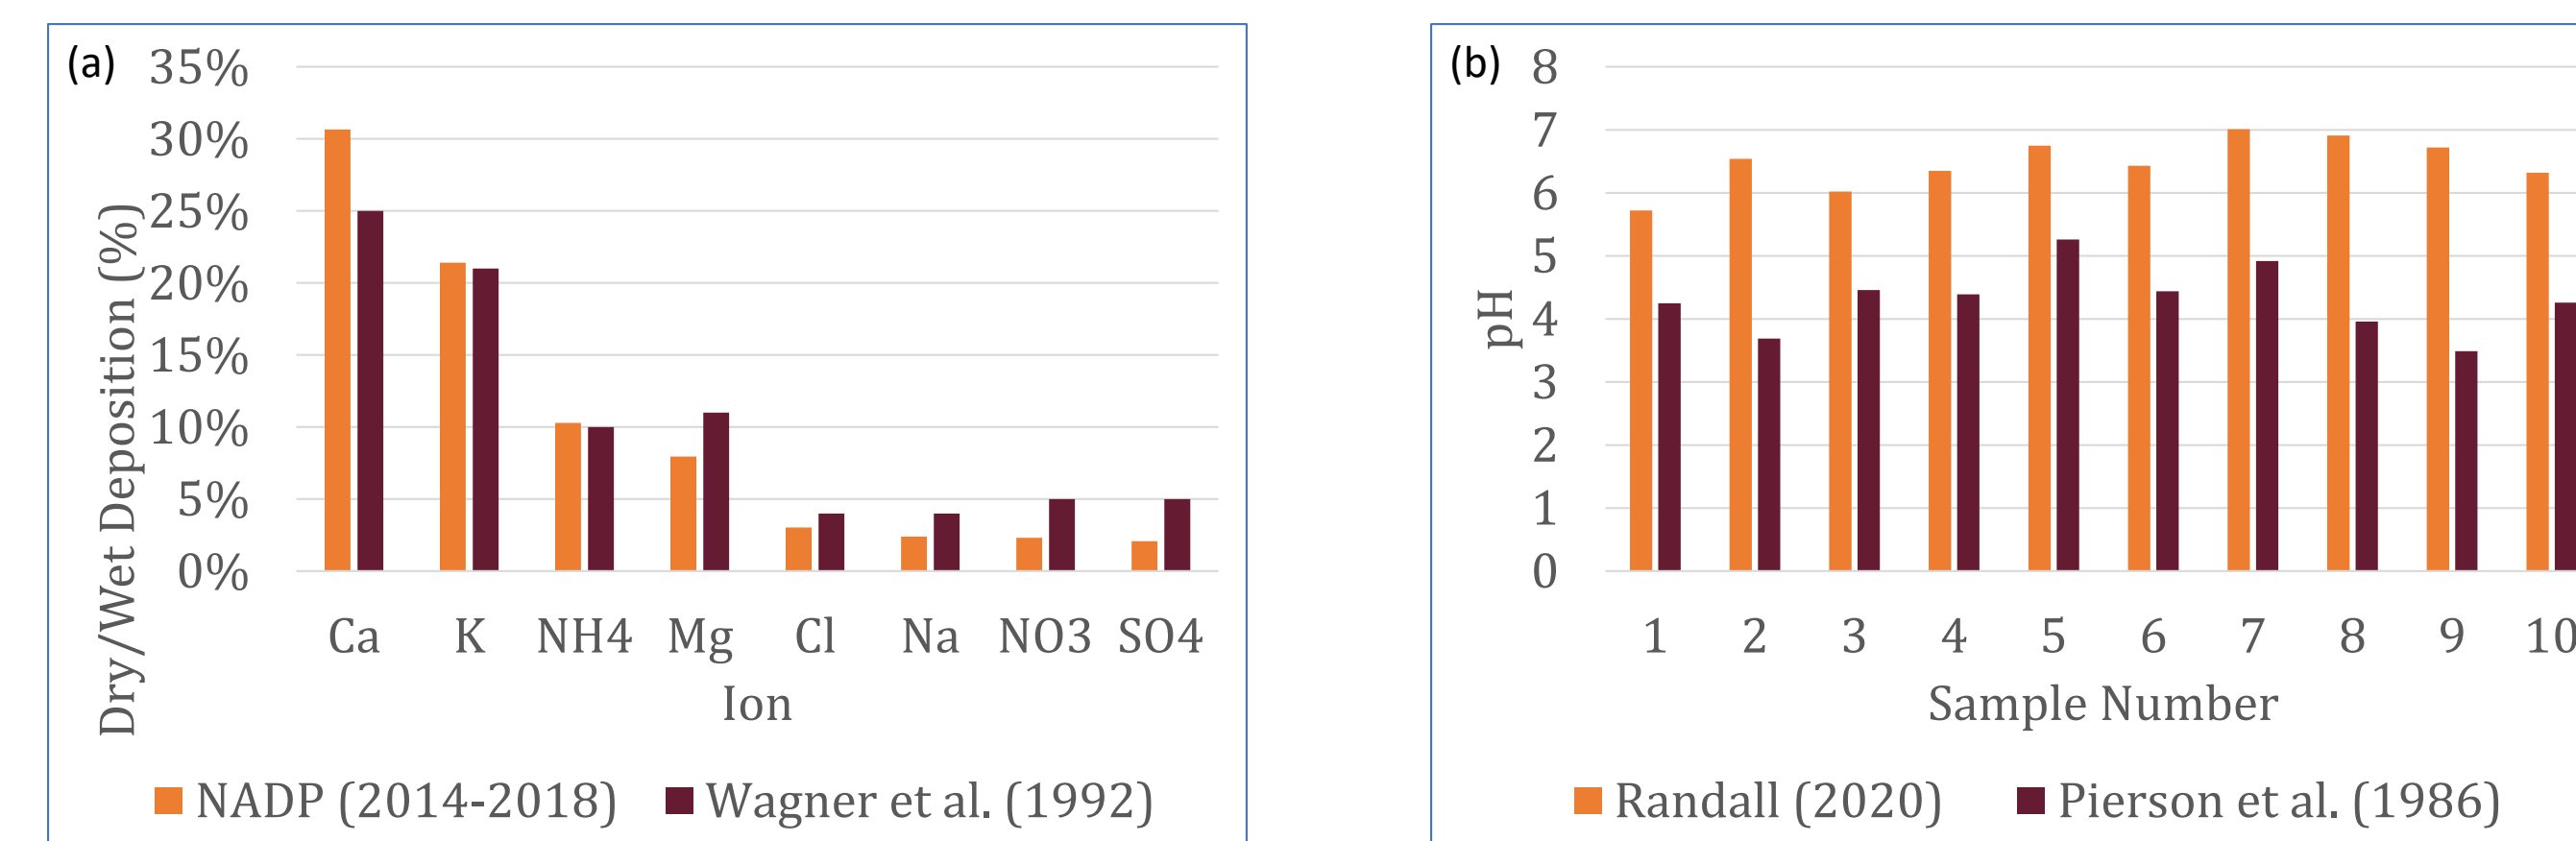 (a)
35%
30%
25%
20%
15%
10%
5%
0%
Dry/Wet Deposition (%)
Ca K NH4 Mg Cl Na NO3 SO4
Ion
NADP (2014-2018) Wagner et al. (1992)
(b)
8
7
6
5
4
3
2
1
0
pH
1 2 3 4 5 6 7 8 9 10
Sample Number
Randall (2020) Pierson et al. (1986)